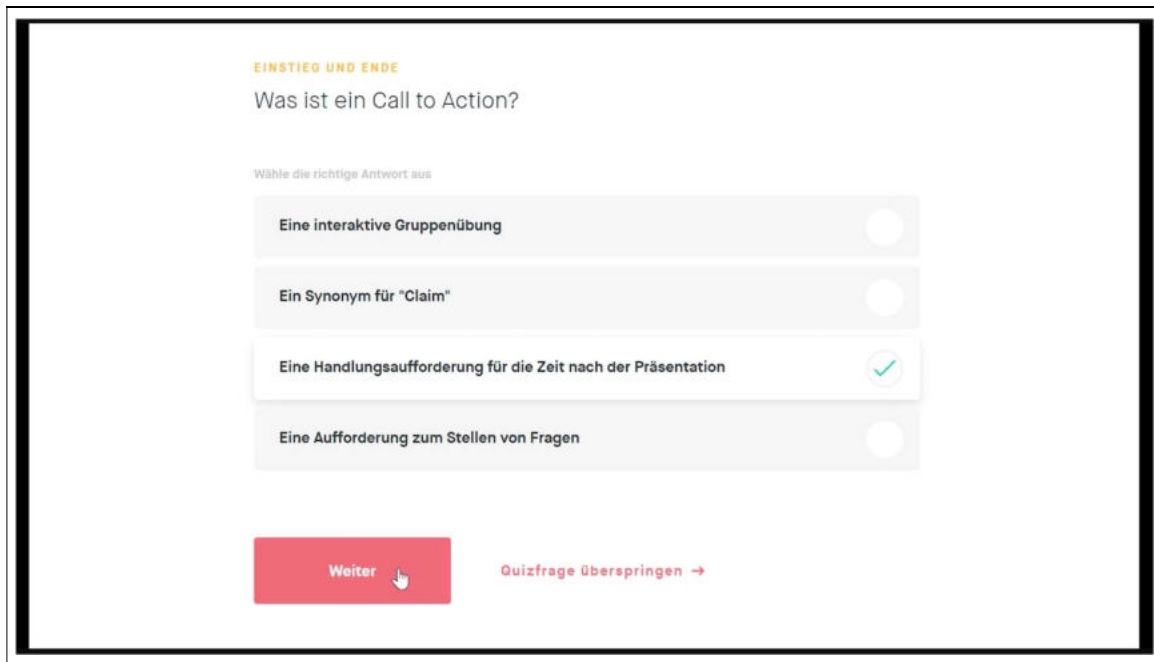 EINSTIEG UND ENDE
Was ist ein Call to Action?
Wähle die richtige Antwort aus
Eine interaktive Gruppenübung
Ein Synonym für "Claim"
Eine Handlungsaufforderung für die Zeit nach der Präsentation
Eine Aufforderung zum Stellen von Fragen
Weiter
Quizfrage überspringen →